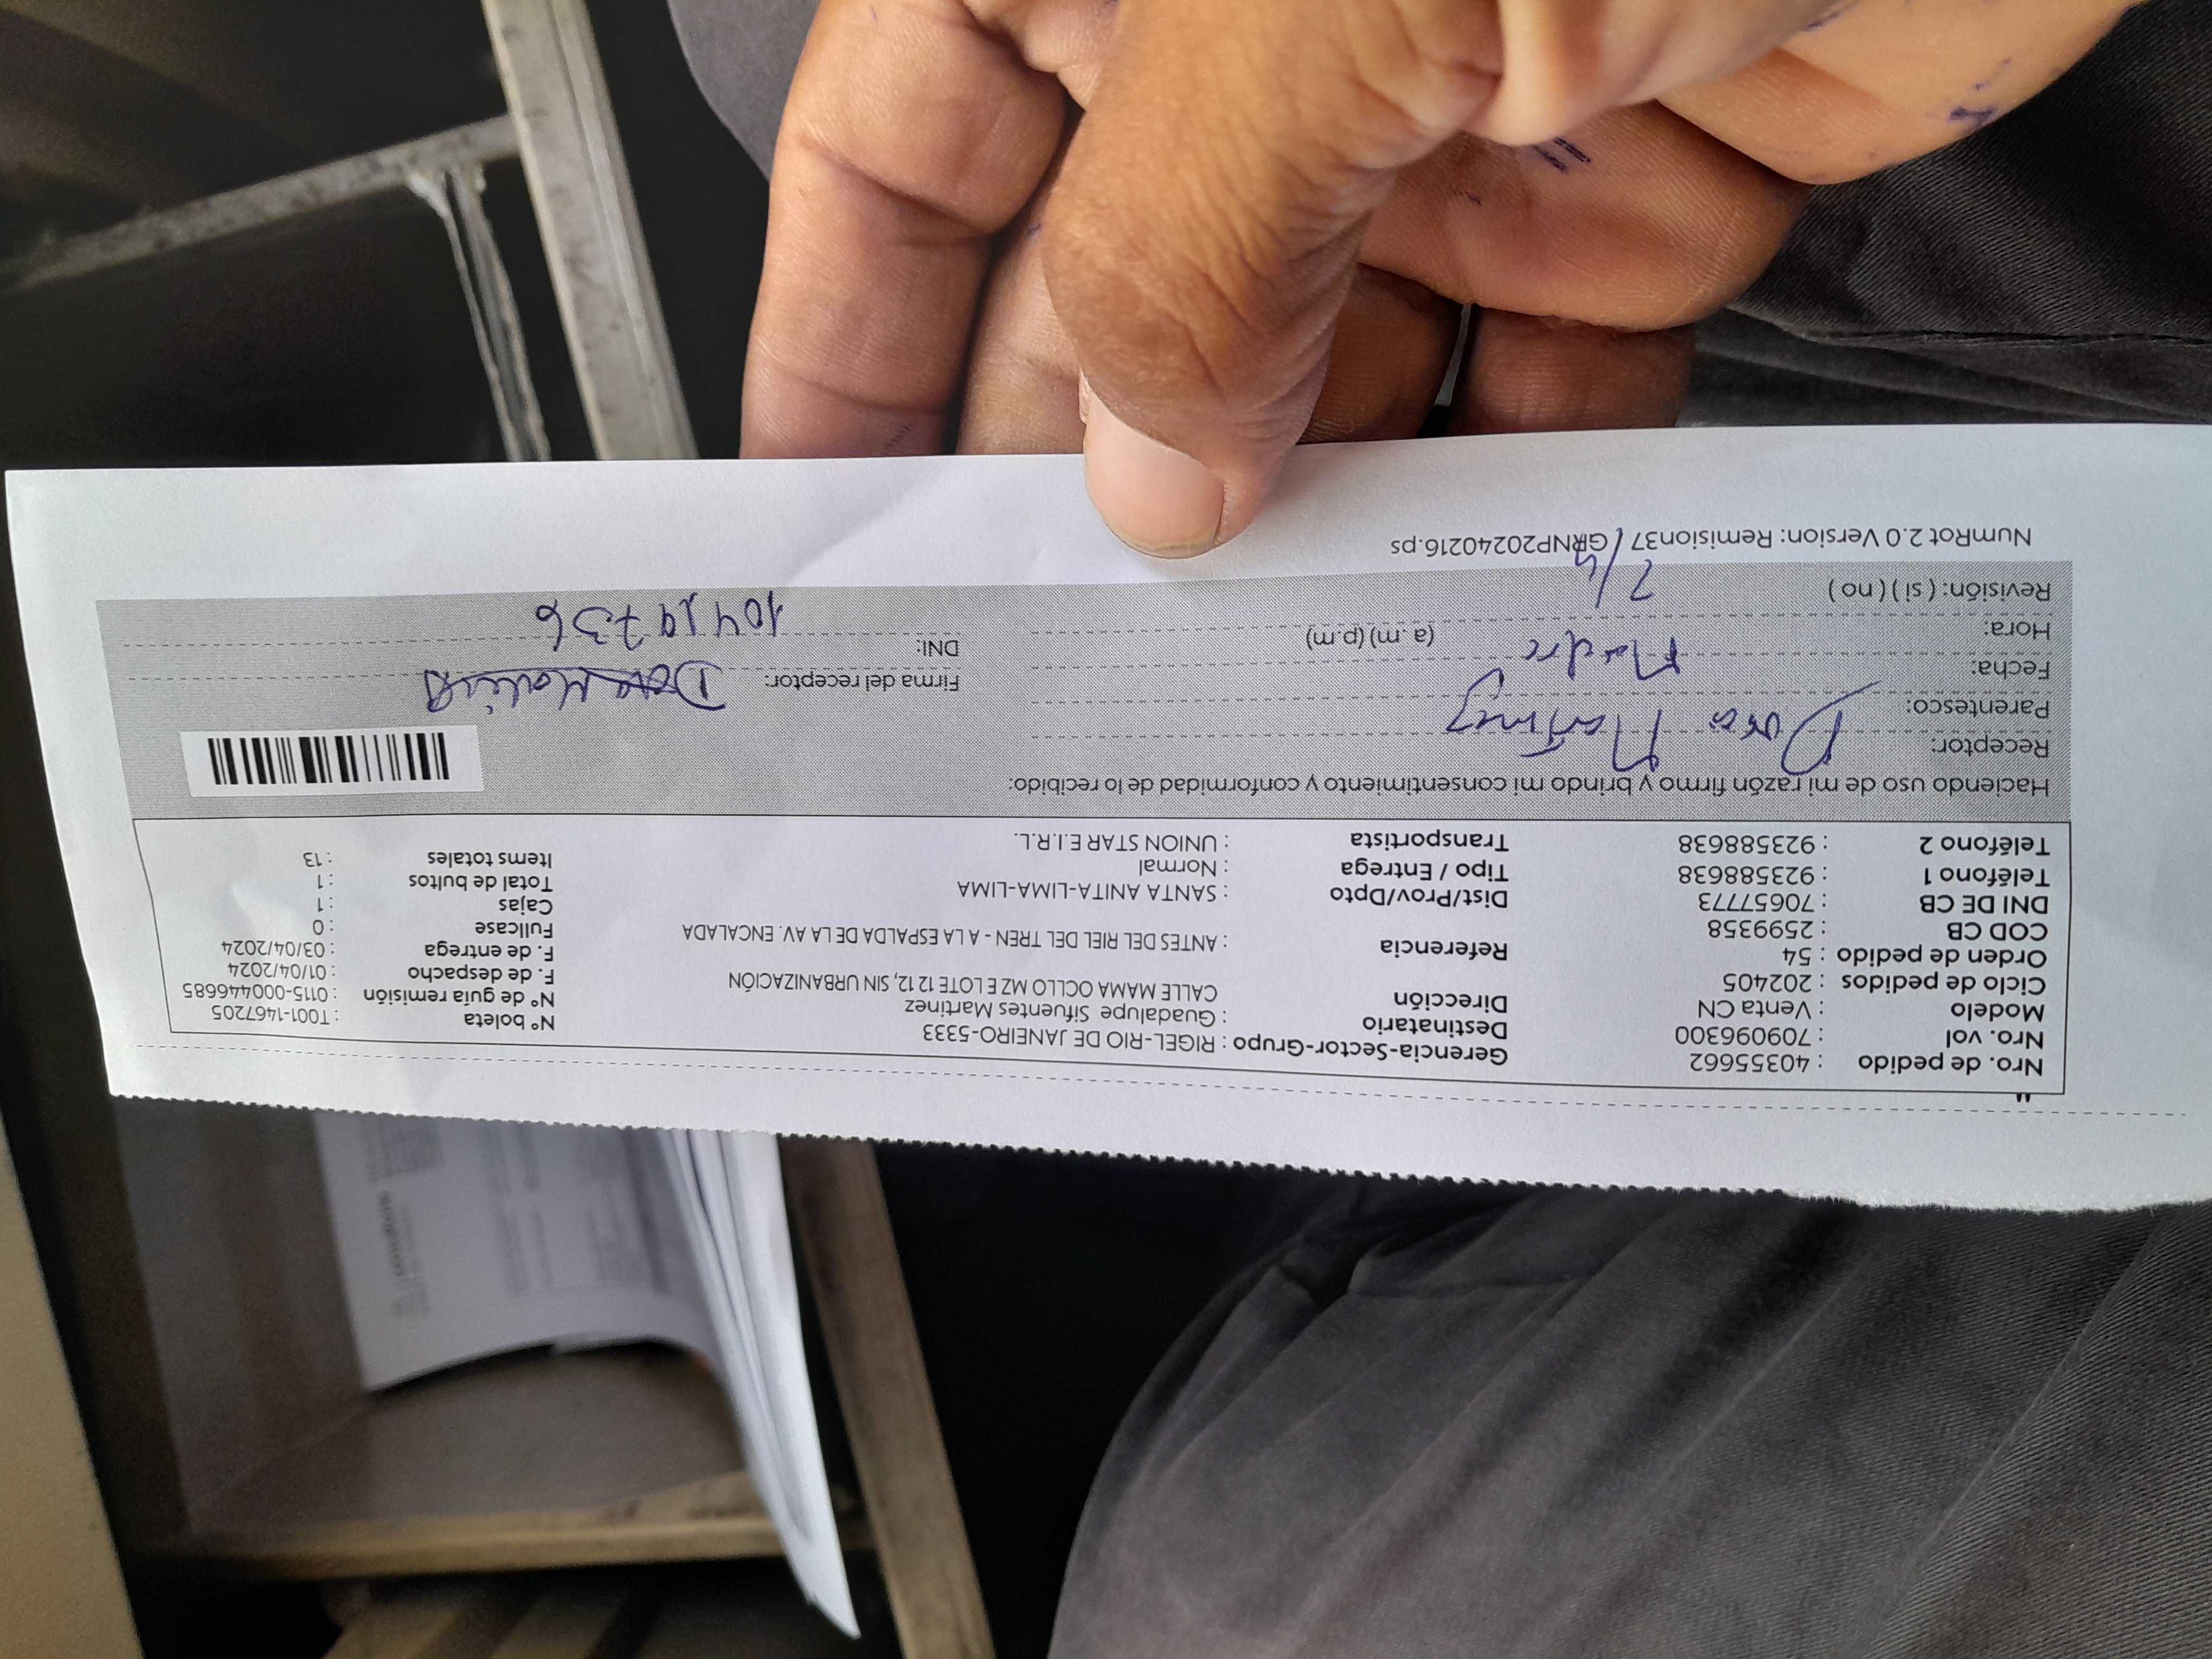 Nro. de pedido : 40355662
Nro. vol : 709096300
Modelo : Venta CN
Ciclo de pedidos : 202405
Orden de pedido : 54
COD CB : 2599358
DNI DE CB : 70657773
Teléfono 1 : 923588638
Teléfono 2 : 923588638
Gerencia-Sector-Grupo : RIGEL-RIO DE JANEIRO-5333
Destinatario : Guadalupe Sifuentes Martinez
Dirección CALLE MAMA OCLLO MZ E LOTE 12 12, SIN URBANIZACIÓN
Referencia : ANTES DEL RIEL DEL TREN - A LA ESPALDA DE LA AV. ENCALADA
Dist/Prov/Dpto : SANTA ANITA-LIMA-LIMA
Tipo / Entrega : Normal
Transportista : UNION STAR E.I.R.L.
N° boleta : T001-1467205
N° de guía remisión : 0115-000446685
F. de despacho : 01/04/2024
F. de entrega : 03/04/2024
Fullcase : 0
Cajas : 1
Total de bultos : 1
Items totales : 13
Haciendo uso de mi razón firmo y brindo mi consentimiento y conformidad de lo recibido:
Receptor: Dora Martinez
Parentesco:
Fecha: Madre
Hora: (a.m) (p.m)
Revisión: ( si ) ( no ) 2/4
Firma del receptor:
DNI: 10419736
NumRot 2.0 Version: Remision37 GRNP20240216.ps